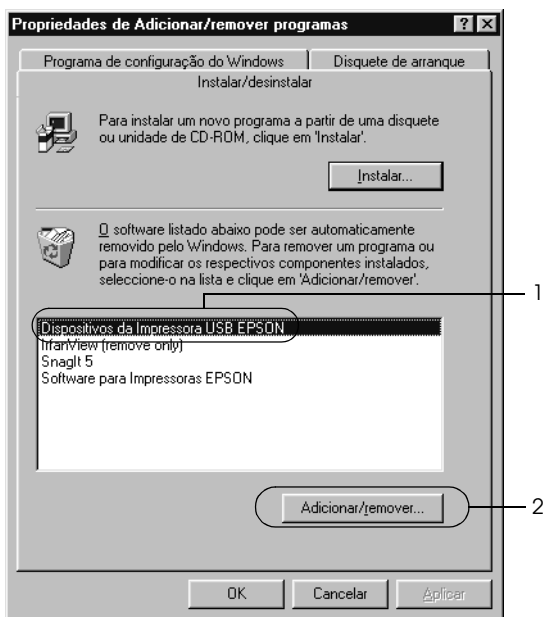 Propriedades de Adicionar/remover programas
Programa de configuração do Windows
Disquete de arranque
Instalar/desinstalar
Para instalar um novo programa a partir de uma disquete
ou unidade de CD-ROM, clique em 'Instalar'.
Instalar...
O software listado abaixo pode ser automaticamente
removido pelo Windows. Para remover um programa ou
para modificar os respectivos componentes instalados,
seleccione-o na lista e clique em 'Adicionar/remover'.
1
Dispositivos da Impressora USB EPSON
IrfanView (remove only)
SnagIt 5
Software para Impressoras EPSON
Adicionar/remover...
2
OK
Cancelar
Aplicar